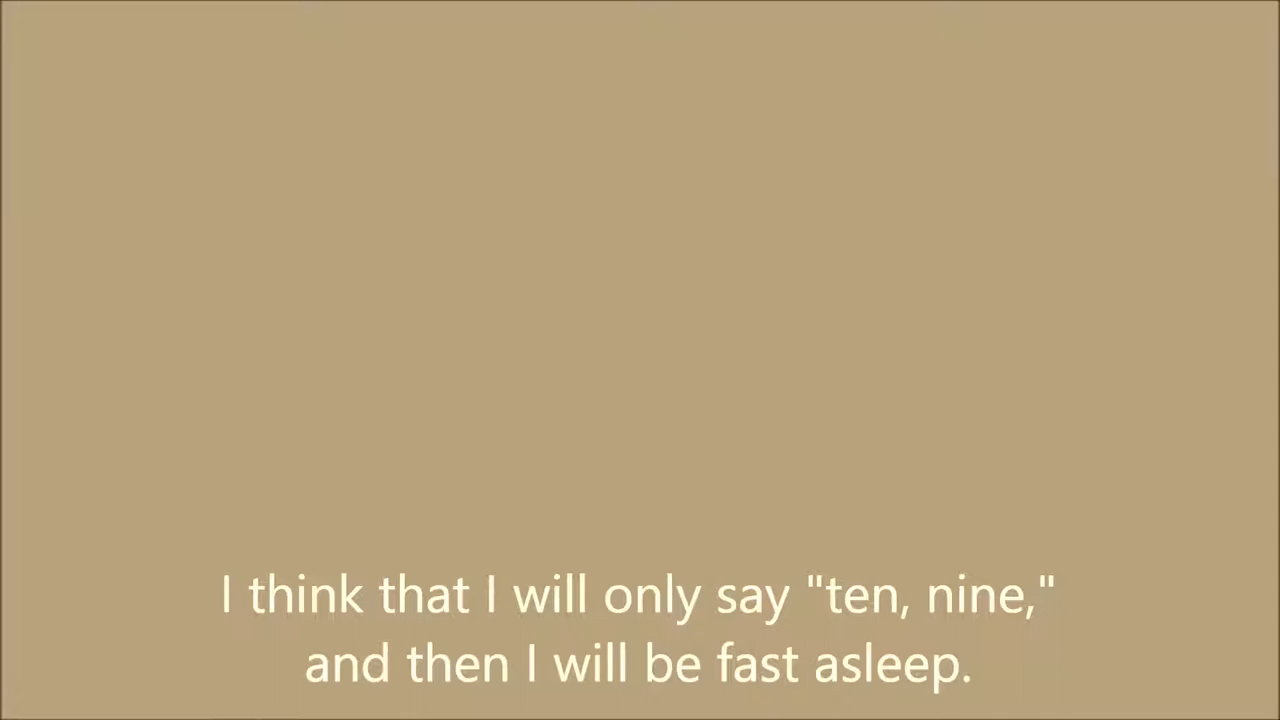 I think that I will only say "ten, nine,"
and then I will be fast asleep.